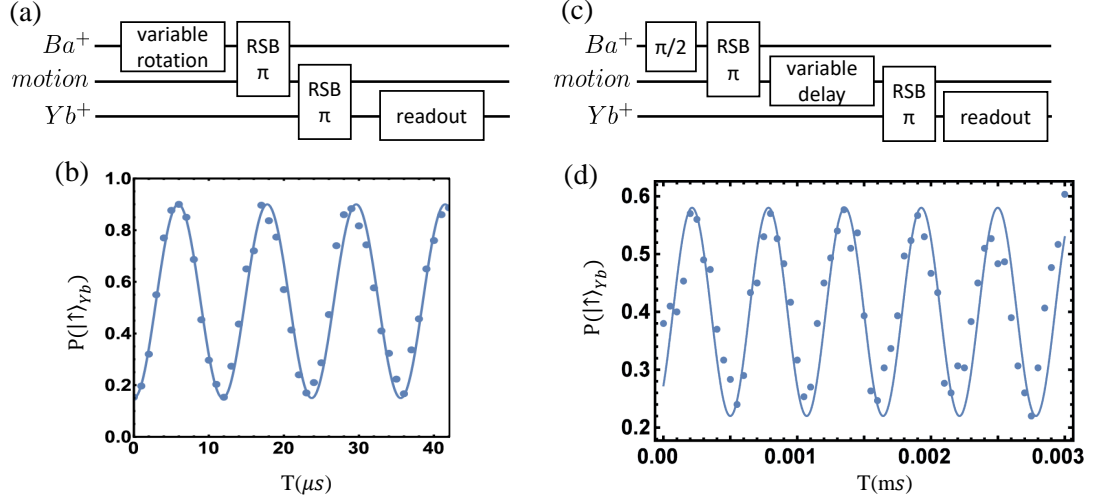 (a)
variable
rotation
RSB
π
RSB
π
readout
Ba⁺
motion
Yb⁺
(c)
π/2
RSB
π
variable
delay
RSB
π
readout
Ba⁺
motion
Yb⁺
(b)
1.0
0.8
0.6
0.4
0.2
0.0
P(|↑⟩Yb)
0 10 20 30 40
T(μs)
(d)
0.6
0.5
0.4
0.3
0.2
P(|↑⟩Yb)
0.00 0.001 0.002 0.003
T(ms)